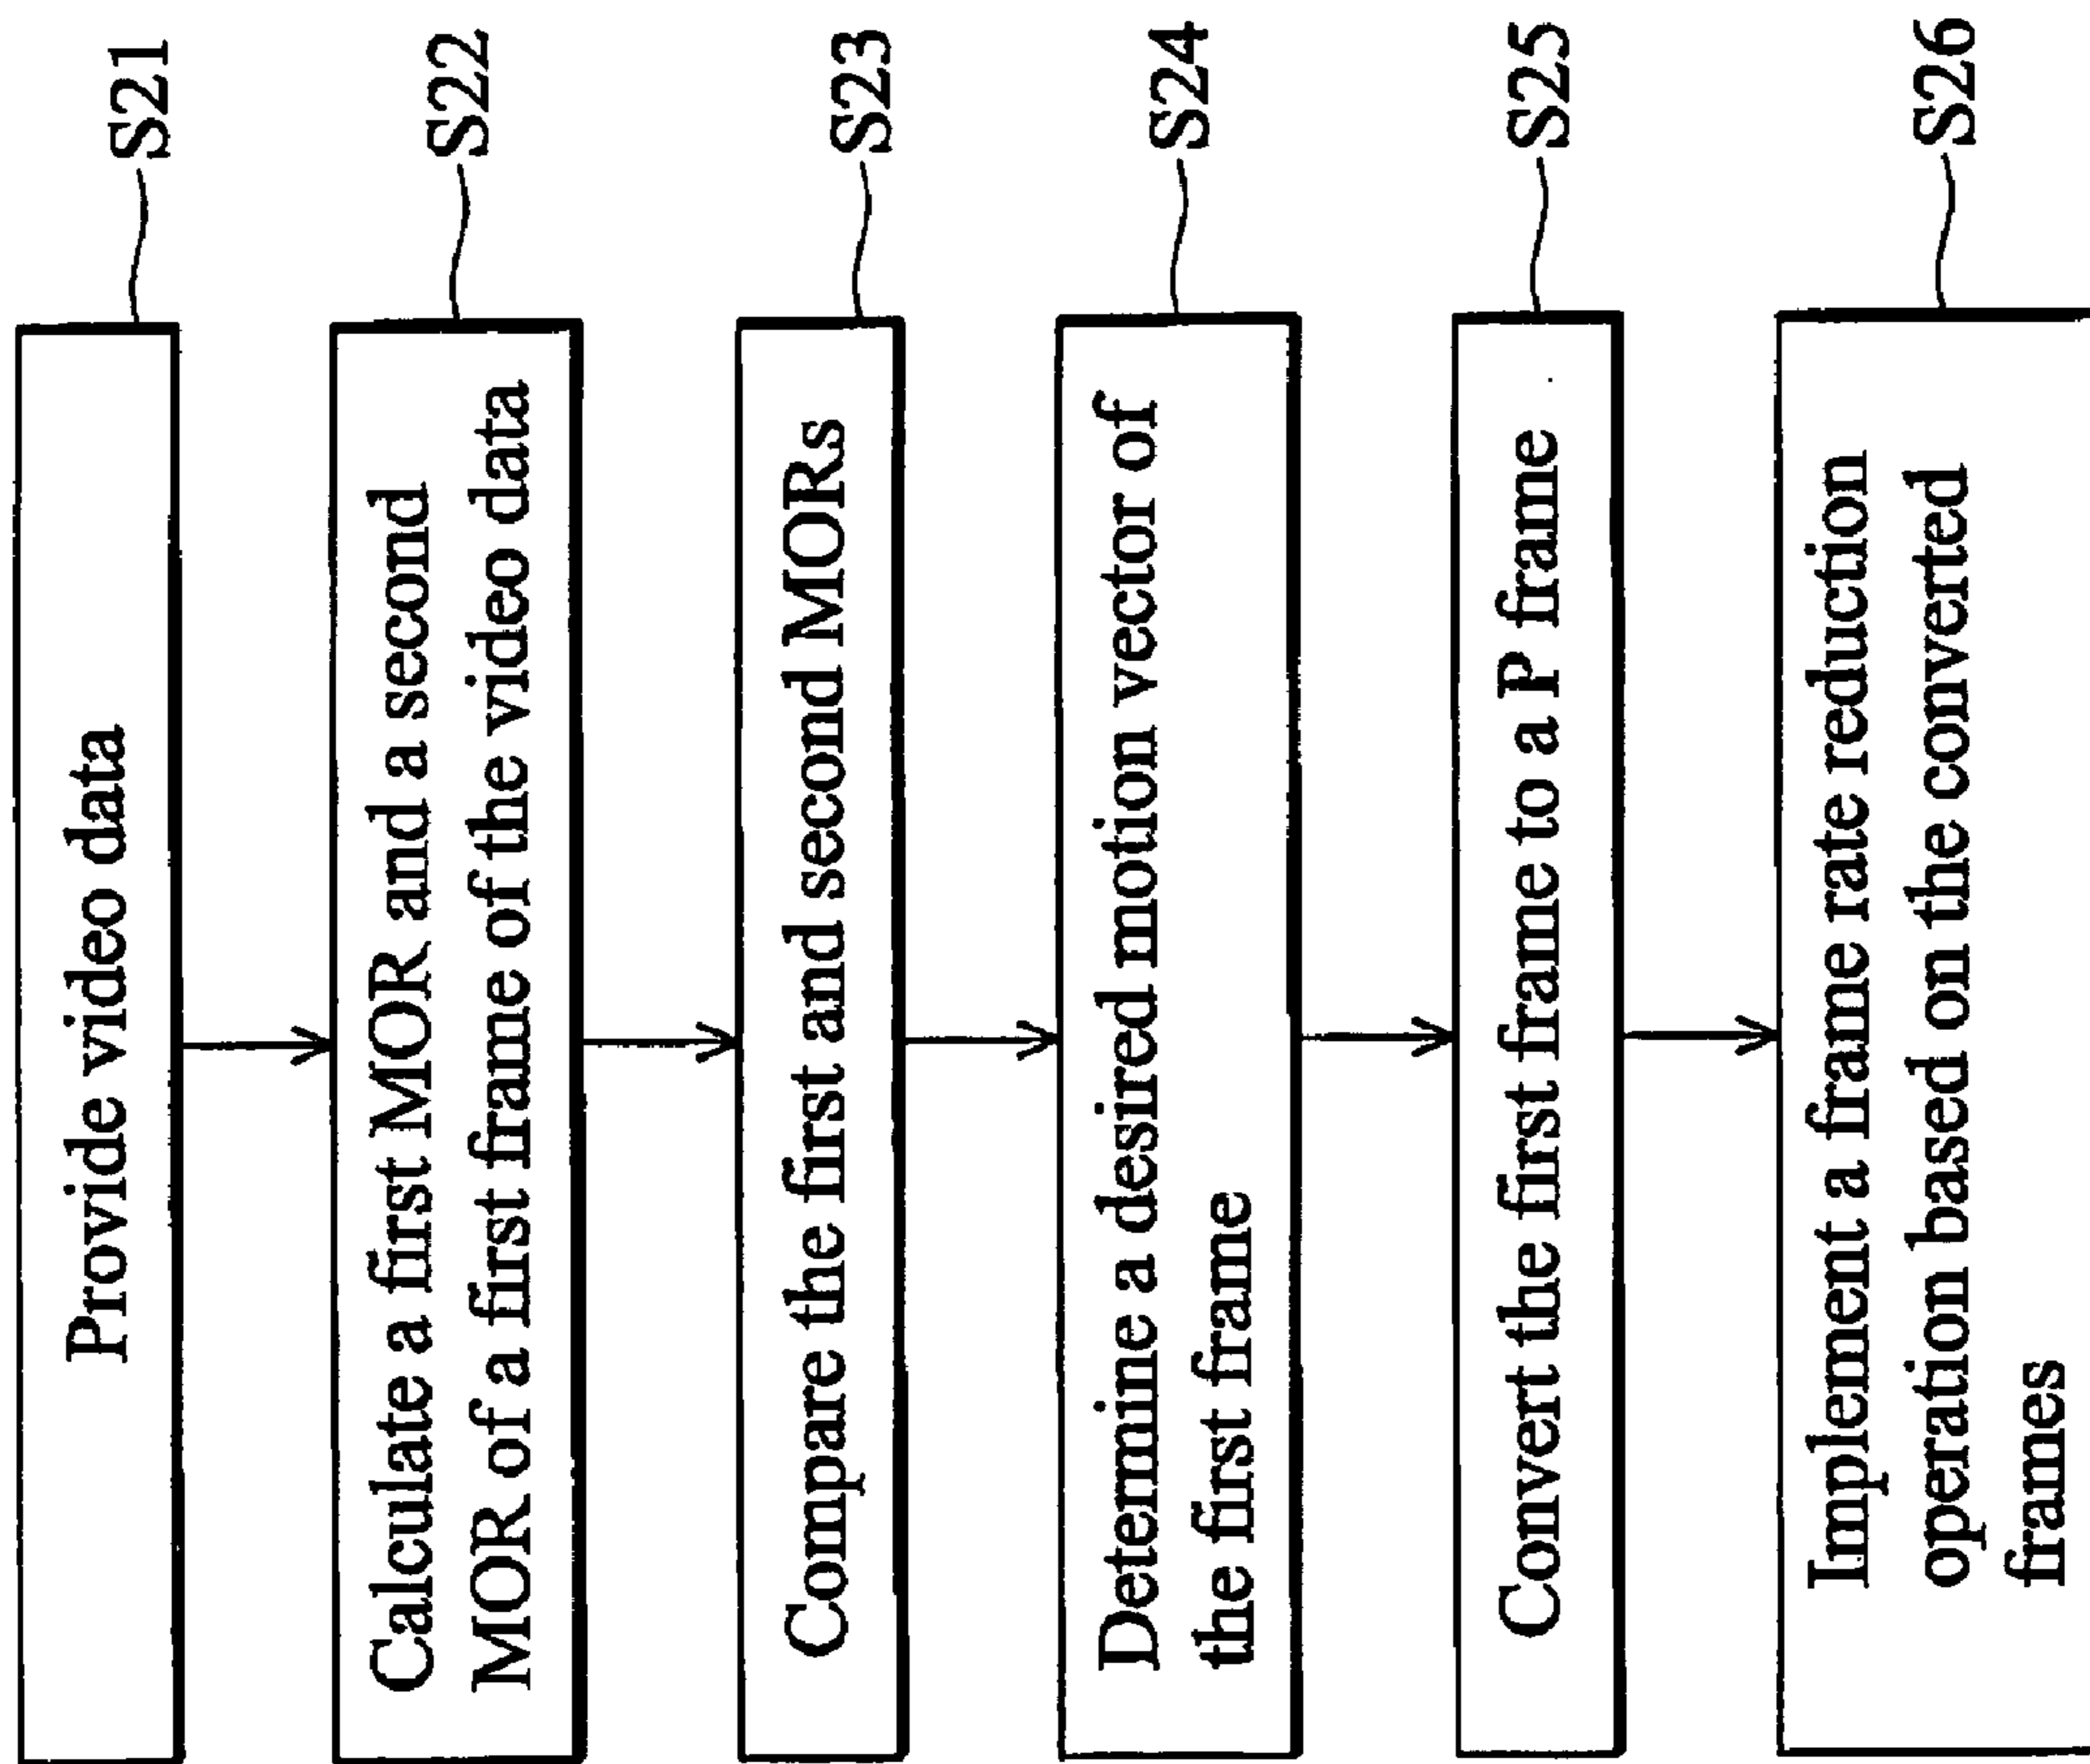 Provide video data
S21
Calculate a first MOR and a second
MOR of a first frame of the video data
S22
Compare the first and second MORs
S23
Determine a desired motion vector of
the first frame
S24
Convert the first frame to a P frame
S25
Implement a frame rate reduction
operation based on the converted
frames
S26